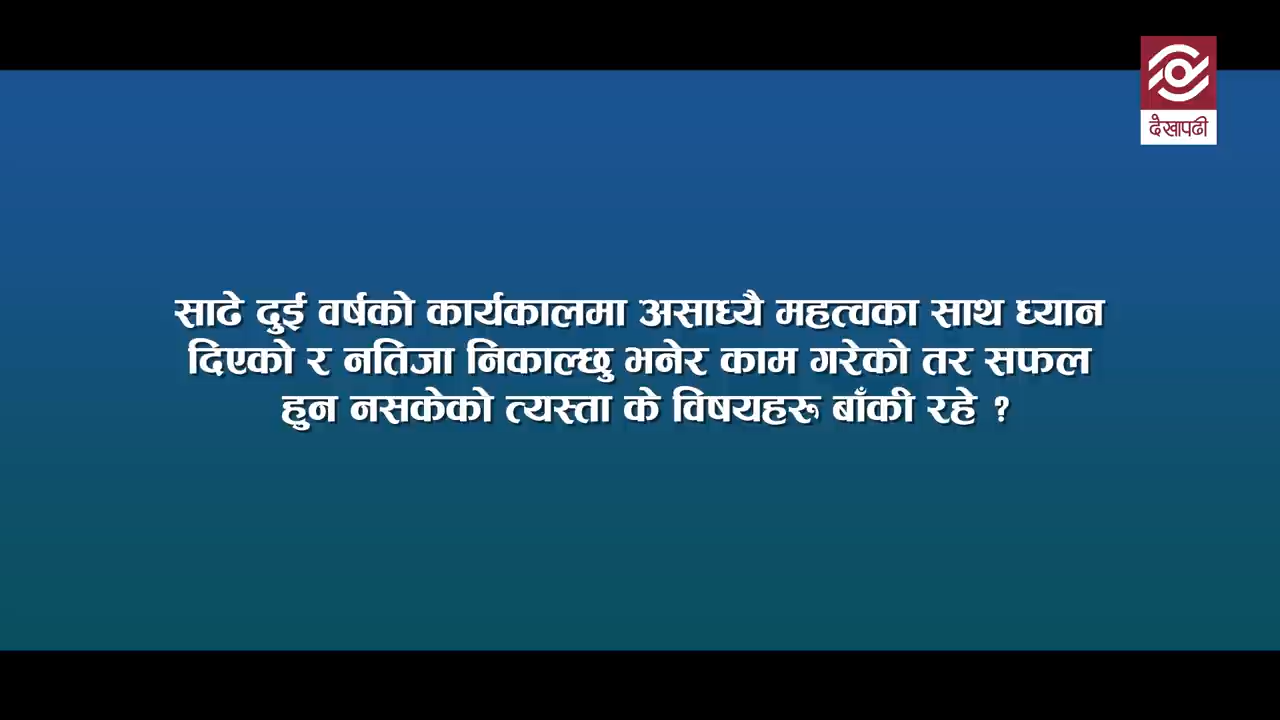 देखापढी
साढे दुई वर्षको कार्यकालमा असाध्यै महत्वका साथ ध्यान
दिएको र नतिजा निकाल्छु भनेर काम गरेको तर सफल
हुन नसकेको त्यस्ता के विषयहरु बाँकी रहे ?